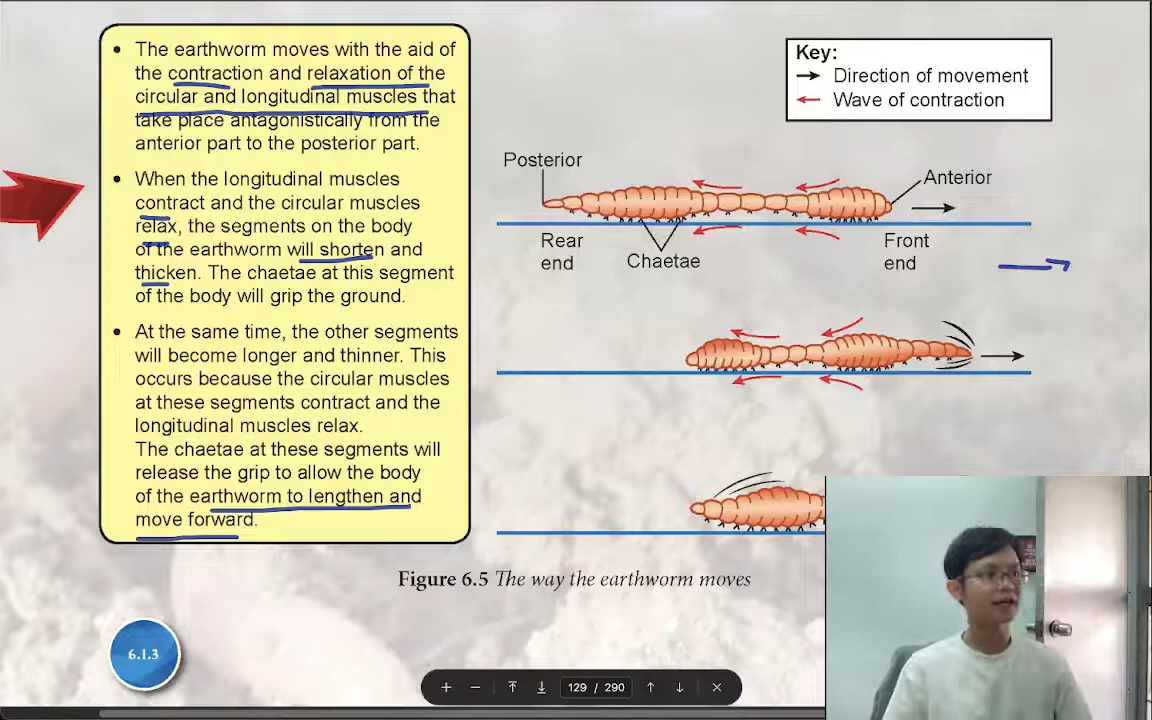 • The earthworm moves with the aid of
the contraction and relaxation of the
circular and longitudinal muscles that
take place antagonistically from the
anterior part to the posterior part.
• When the longitudinal muscles
contract and the circular muscles
relax, the segments on the body
of the earthworm will shorten and
thicken. The chaetae at this segment
of the body will grip the ground.
• At the same time, the other segments
will become longer and thinner. This
occurs because the circular muscles
at these segments contract and the
longitudinal muscles relax.
The chaetae at these segments will
release the grip to allow the body
of the earthworm to lengthen and
move forward.
Key:
Direction of movement
Wave of contraction
Posterior
Anterior
Rear
end
Chaetae
Front
end
Figure 6.5 The way the earthworm moves
6.1.3
129 / 290